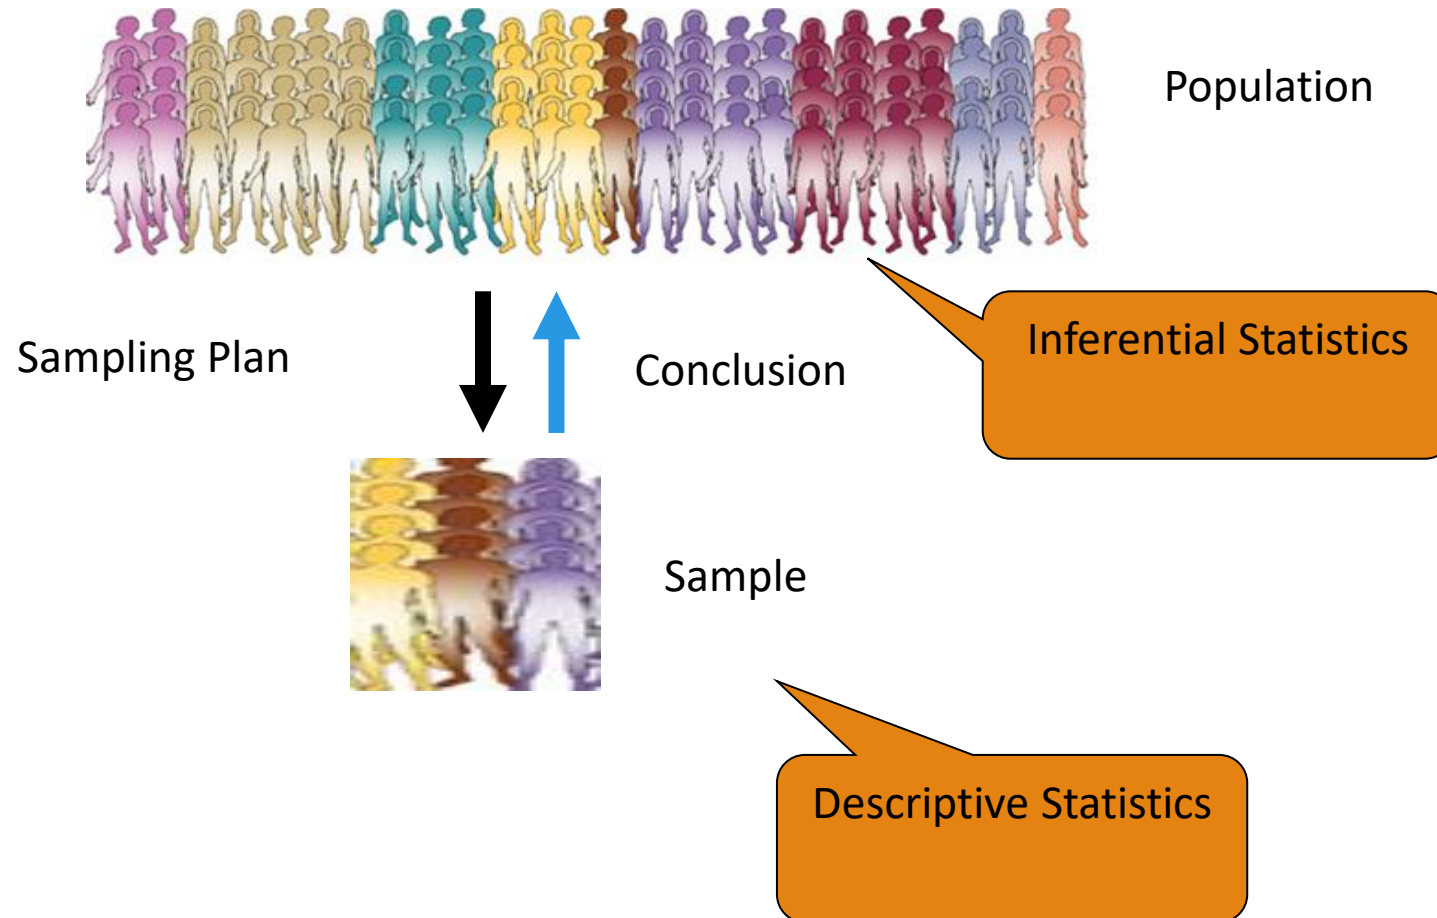 Population
Inferential Statistics
Sampling Plan
Conclusion
Sample
Descriptive Statistics